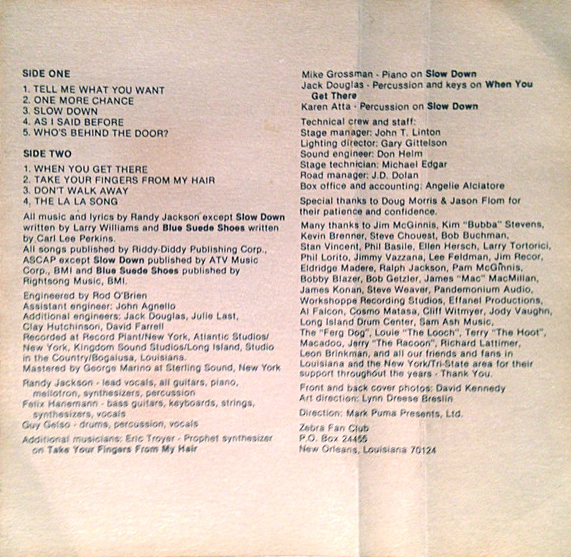 SIDE ONE
1. TELL ME WHAT YOU WANT
2. ONE MORE CHANCE
3. SLOW DOWN
4. AS I SAID BEFORE
5. WHO'S BEHIND THE DOOR?
SIDE TWO
1. WHEN YOU GET THERE
2. TAKE YOUR FINGERS FROM MY HAIR
3. DON'T WALK AWAY
4, THE LA LA SONG
All music and lyrics by Randy Jackson except Slow Down
written by Larry Williams and Blue Suede Shoes written
by Carl Lee Perkins.
All songs published by Riddy-Diddy Publishing Corp.,
ASCAP except Slow Down published by ATV Music
Corp., BMI and Blue Suede Shoes published by
Rightsong Music, BMI.
Engineered by Rod O'Brien
Assistant engineer: John Agnello
Additional engineers: Jack Douglas, Julie Last,
Clay Hutchinson, David Farrell
Recorded at Record Plant/New York, Atlantic Studios/
New York, Kingdom Sound Studios/Long Island, Studio
in the Country/Bogalusa, Louisiana.
Mastered by George Marino at Sterling Sound, New York
Randy Jackson - lead vocals, all guitars, piano,
mellotron, synthesizers, percussion
Felix Hanemann - bass guitars, keyboards, strings,
synthesizers, vocals
Guy Gelso - drums, percussion, vocals
Additional musicians: Eric Troyer - Prophet synthesizer
on Take Your Fingers From My Hair
Mike Grossman - Piano on Slow Down
Jack Douglas - Percussion and keys on When You
Get There
Karen Atta - Percussion on Slow Down
Technical crew and staff:
Stage manager: John T. Linton
Lighting director: Gary Gittelson
Sound engineer: Don Helm
Stage technician: Michael Edgar
Road manager: J.D. Dolan
Box office and accounting: Angelie Alciatore
Special thanks to Doug Morris & Jason Flom for
their patience and confidence.
Many thanks to Jim McGinnis, Kim "Bubba" Stevens,
Kevin Brenner, Steve Chouest, Bob Buchman,
Stan Vincent, Phil Basile, Ellen Hersch, Larry Tortorici,
Phil Lorito, Jimmy Vazzana, Lee Feldman, Jim Recor,
Eldridge Madere, Ralph Jackson, Pam McGinnis,
Bobby Blazer, Bob Getzler, James "Mac" MacMillan,
James Konan, Steve Weaver, Pandemonium Audio,
Workshoppe Recording Studios, Effanel Productions,
Al Falcon, Cosmo Matasa, Cliff Witmyer, Jody Vaughn,
Long Island Drum Center, Sam Ash Music,
The "Ferg Dog", Louie "The Looch", Terry "The Hoot",
Macadoo, Jerry "The Racoon", Richard Lattimer,
Leon Brinkman, and all our friends and fans in
Louisiana and the New York/Tri-State area for their
support throughout the years - Thank You.
Front and back cover photos: David Kennedy
Art direction: Lynn Dreese Breslin
Direction: Mark Puma Presents, Ltd.
Zebra Fan Club
P.O. Box 24455
New Orleans, Louisiana 70124